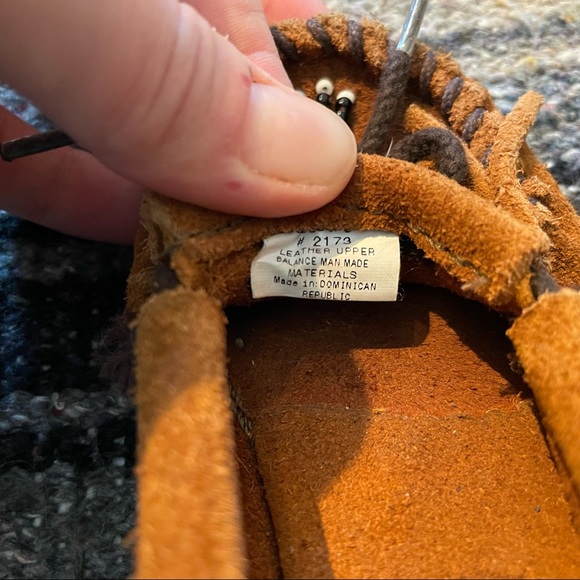 # 2173
LEATHER UPPER
BALANCE MAN MADE
MATERIALS
Made in: DOMINICAN
REPUBLIC